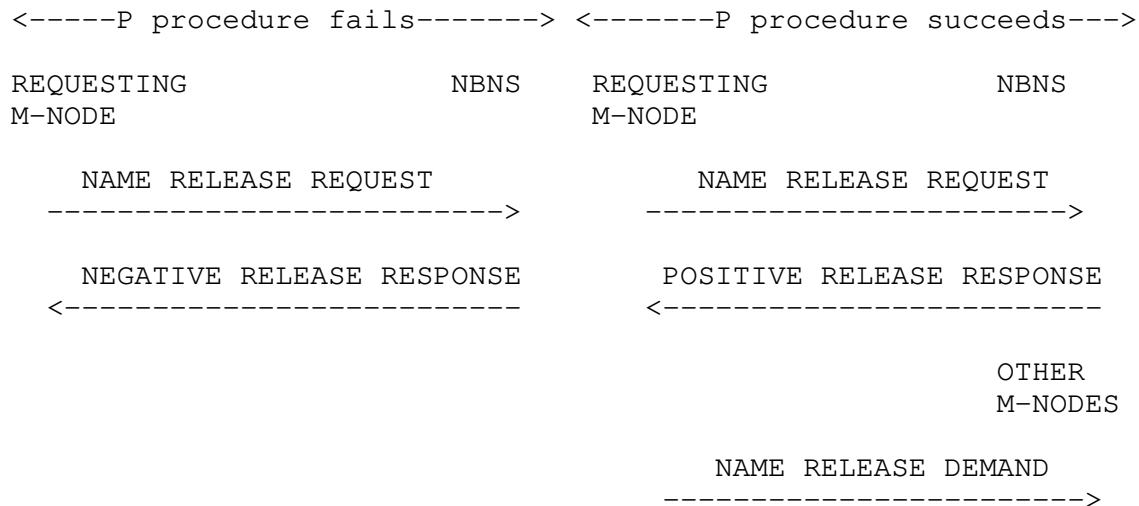 <-----P procedure fails-------> <-------P procedure succeeds--->
REQUESTING NBNS REQUESTING NBNS
M-NODE M-NODE
NAME RELEASE REQUEST NAME RELEASE REQUEST
--------------------------> ------------------------>
NEGATIVE RELEASE RESPONSE POSITIVE RELEASE RESPONSE
<-------------------------- <-------------------------
OTHER
M-NODES
NAME RELEASE DEMAND
------------------------>